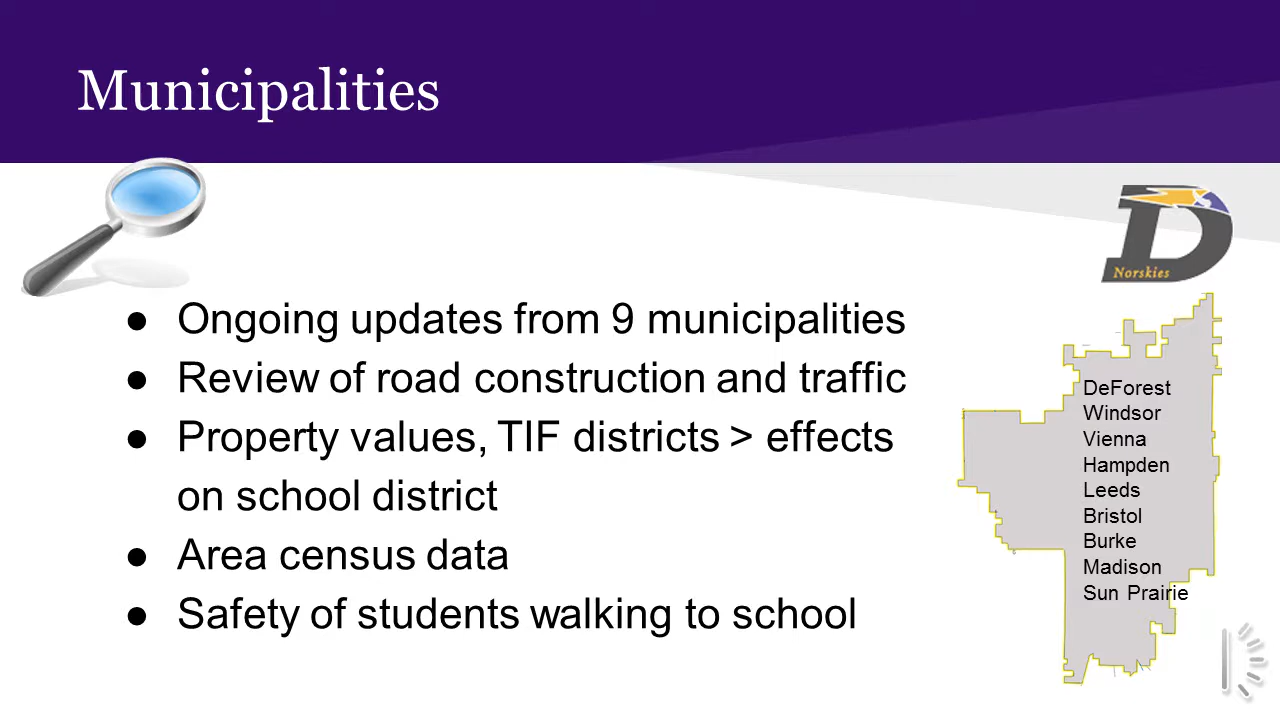 Municipalities
D
Norskies
● Ongoing updates from 9 municipalities
● Review of road construction and traffic
● Property values, TIF districts > effects
on school district
● Area census data
● Safety of students walking to school
DeForest
Windsor
Vienna
Hampden
Leeds
Bristol
Burke
Madison
Sun Prairie